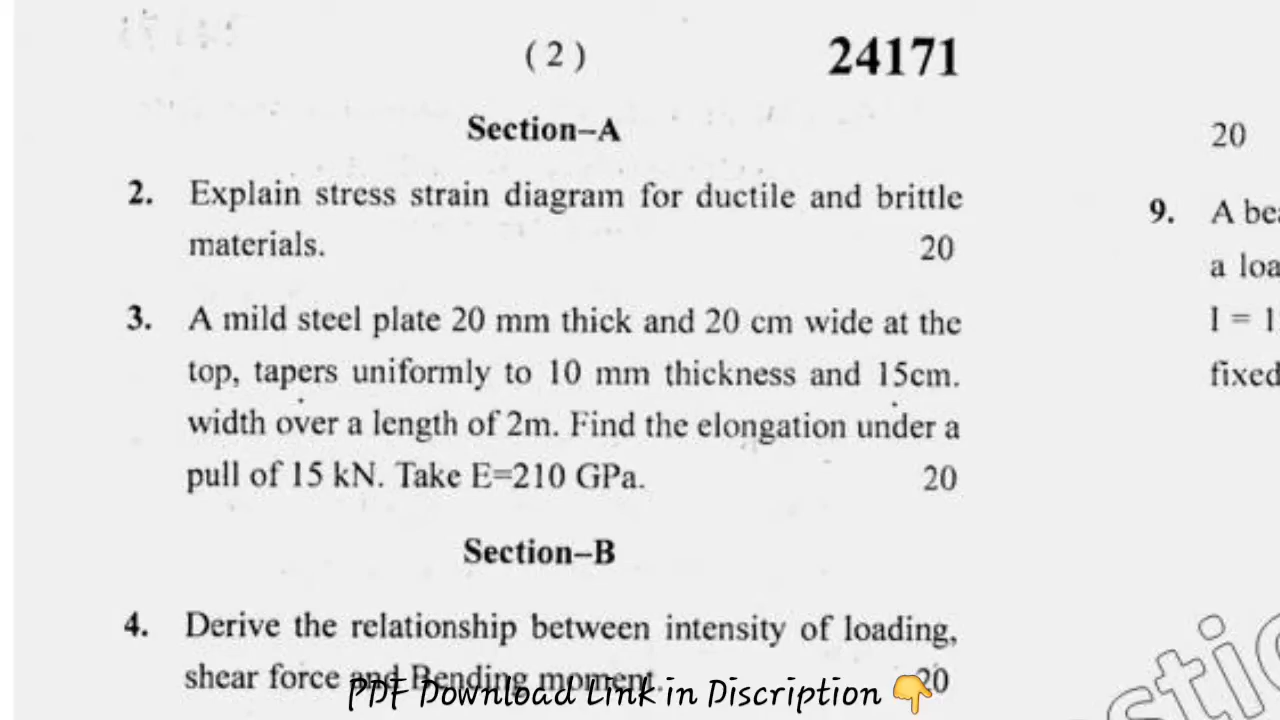 ( 2 )
24171
Section–A
2. Explain stress strain diagram for ductile and brittle
materials. 20
3. A mild steel plate 20 mm thick and 20 cm wide at the
top, tapers uniformly to 10 mm thickness and 15cm.
width over a length of 2m. Find the elongation under a
pull of 15 kN. Take E=210 GPa. 20
Section–B
4. Derive the relationship between intensity of loading,
shear force and Bending moment. 20
PDF Download Link in Discription 👇
20
9. A be
a loa
I = 1
fixed
stic